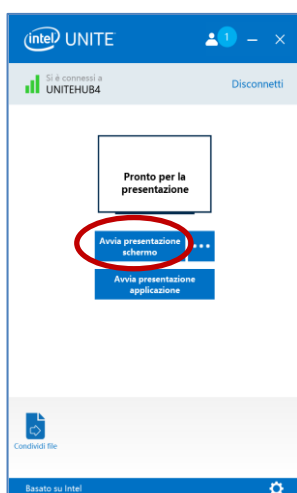 intel UNITE
1
Si è connessi a
UNITEHUB4
Disconnetti
Pronto per la
presentazione
Avvia presentazione
schermo
...
Avvia presentazione
applicazione
Condividi file
Basato su Intel